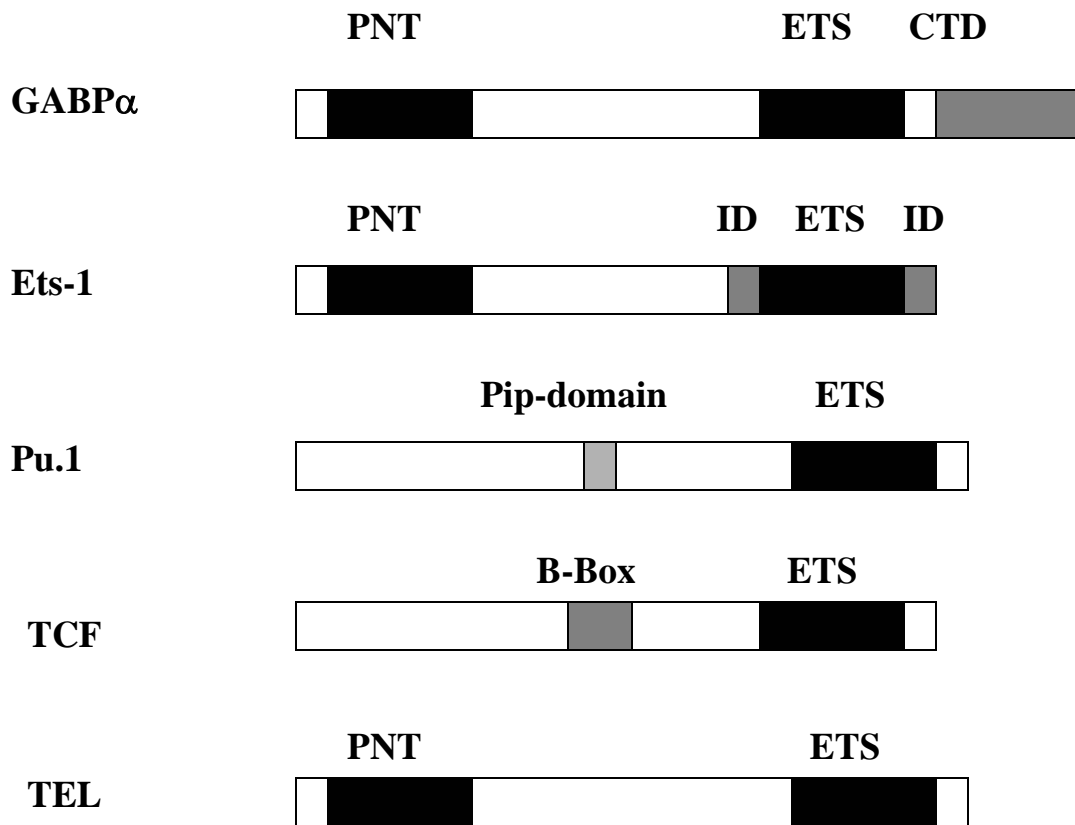 PNT ETS CTD
GABPα
PNT ID ETS ID
Ets-1
Pip-domain ETS
Pu.1
B-Box ETS
TCF
PNT ETS
TEL